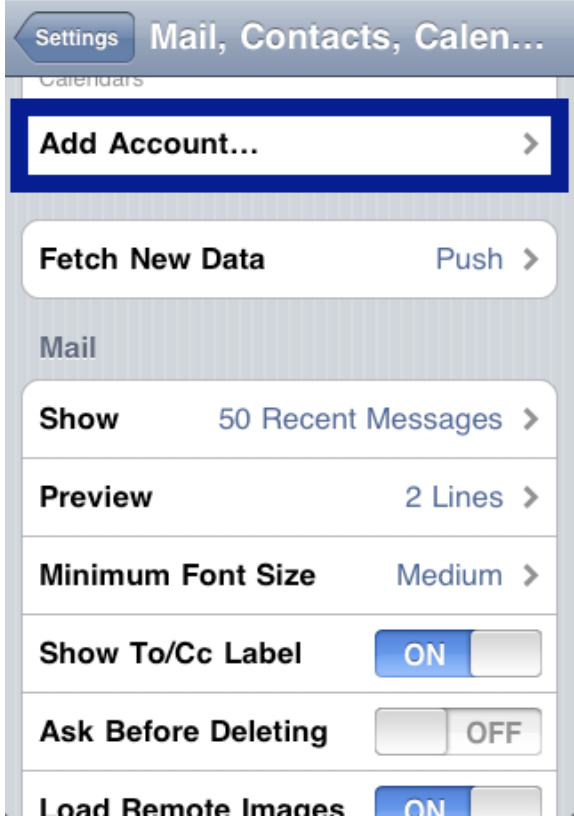 Settings Mail, Contacts, Calen...
Calendars
Add Account...
Fetch New Data Push
Mail
Show 50 Recent Messages
Preview 2 Lines
Minimum Font Size Medium
Show To/Cc Label ON
Ask Before Deleting OFF
Load Remote Images ON